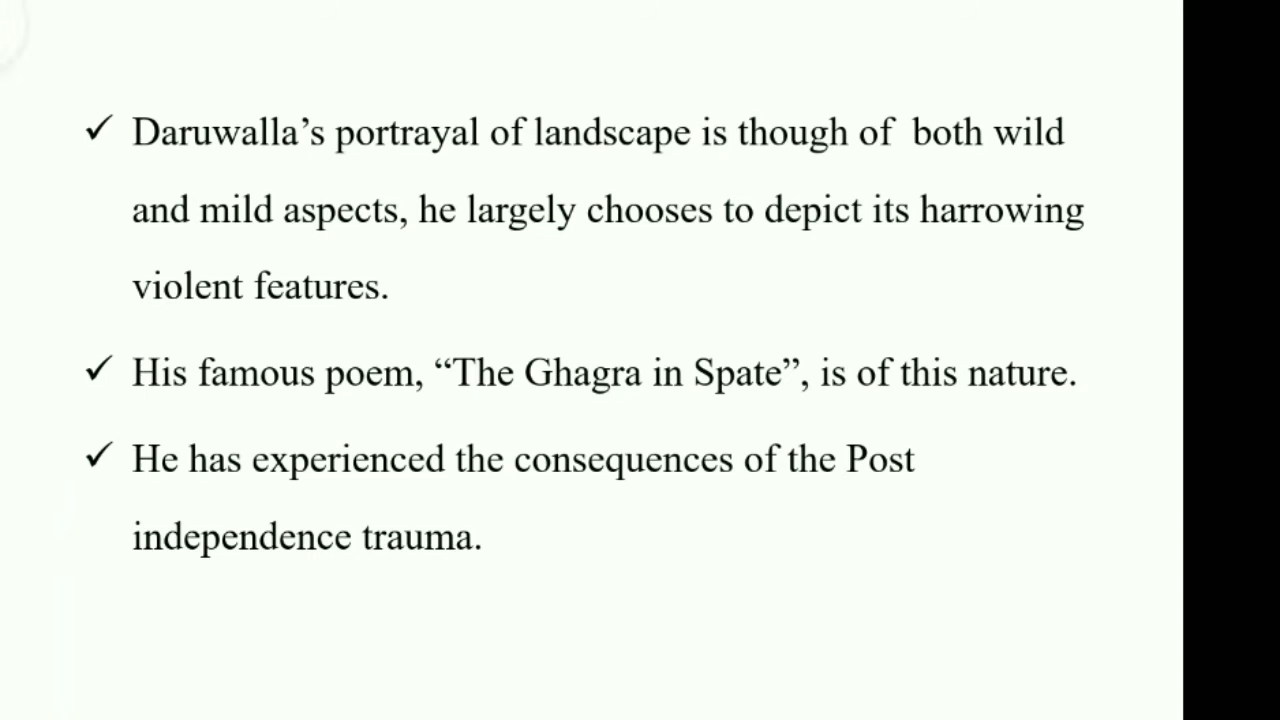 ✓ Daruwalla’s portrayal of landscape is though of  both wild
and mild aspects, he largely chooses to depict its harrowing
violent features.
✓ His famous poem, “The Ghagra in Spate”, is of this nature.
✓ He has experienced the consequences of the Post
independence trauma.